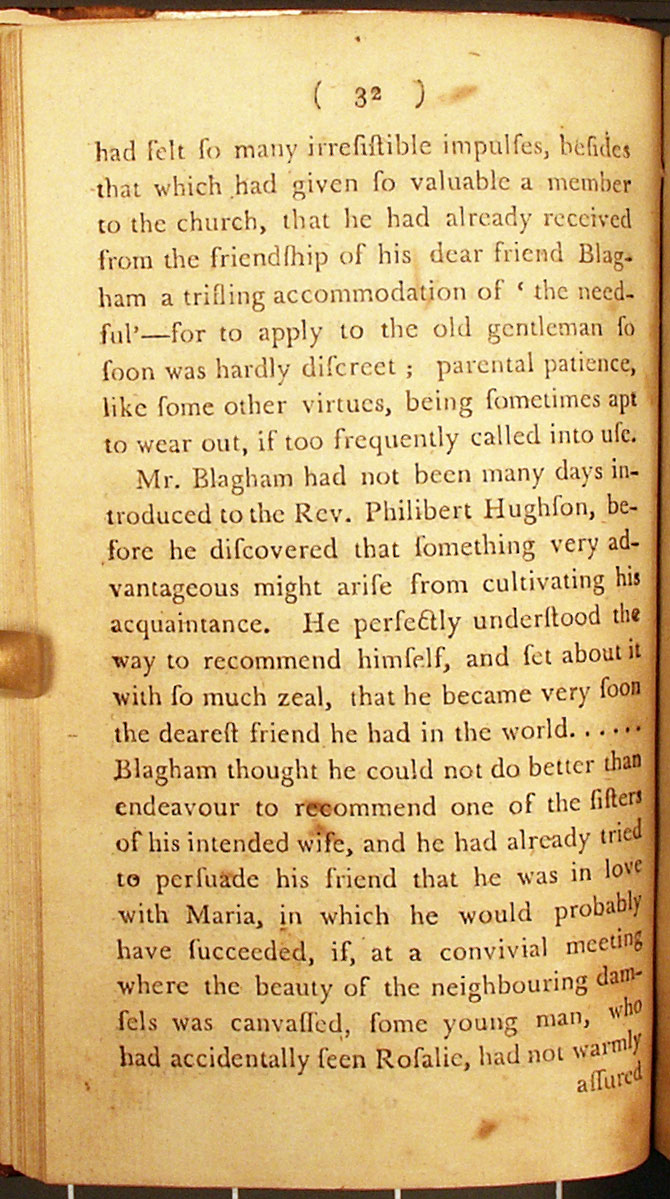 ( 32 )
had felt ſo many irreſiſtible impulſes, beſides
that which had given ſo valuable a member
to the church, that he had already received
from the friendſhip of his dear friend Blag-
ham a trifling accommodation of ‘ the need-
ful’—for to apply to the old gentleman ſo
ſoon was hardly diſcreet ; parental patience,
like ſome other virtues, being ſometimes apt
to wear out, if too frequently called into uſe.
Mr. Blagham had not been many days in-
troduced to the Rev. Philibert Hughſon, be-
fore he diſcovered that ſomething very ad-
vantageous might ariſe from cultivating his
acquaintance. He perfectly underſtood the
way to recommend himſelf, and ſet about it
with ſo much zeal, that he became very ſoon
the deareſt friend he had in the world. . . . . .
Blagham thought he could not do better than
endeavour to recommend one of the ſiſters
of his intended wife, and he had already tried
to perſuade his friend that he was in love
with Maria, in which he would probably
have ſucceeded, if, at a convivial meeting
where the beauty of the neighbouring dam-
ſels was canvaſſed, ſome young man, who
had accidentally ſeen Roſalie, had not warmly
aſſured